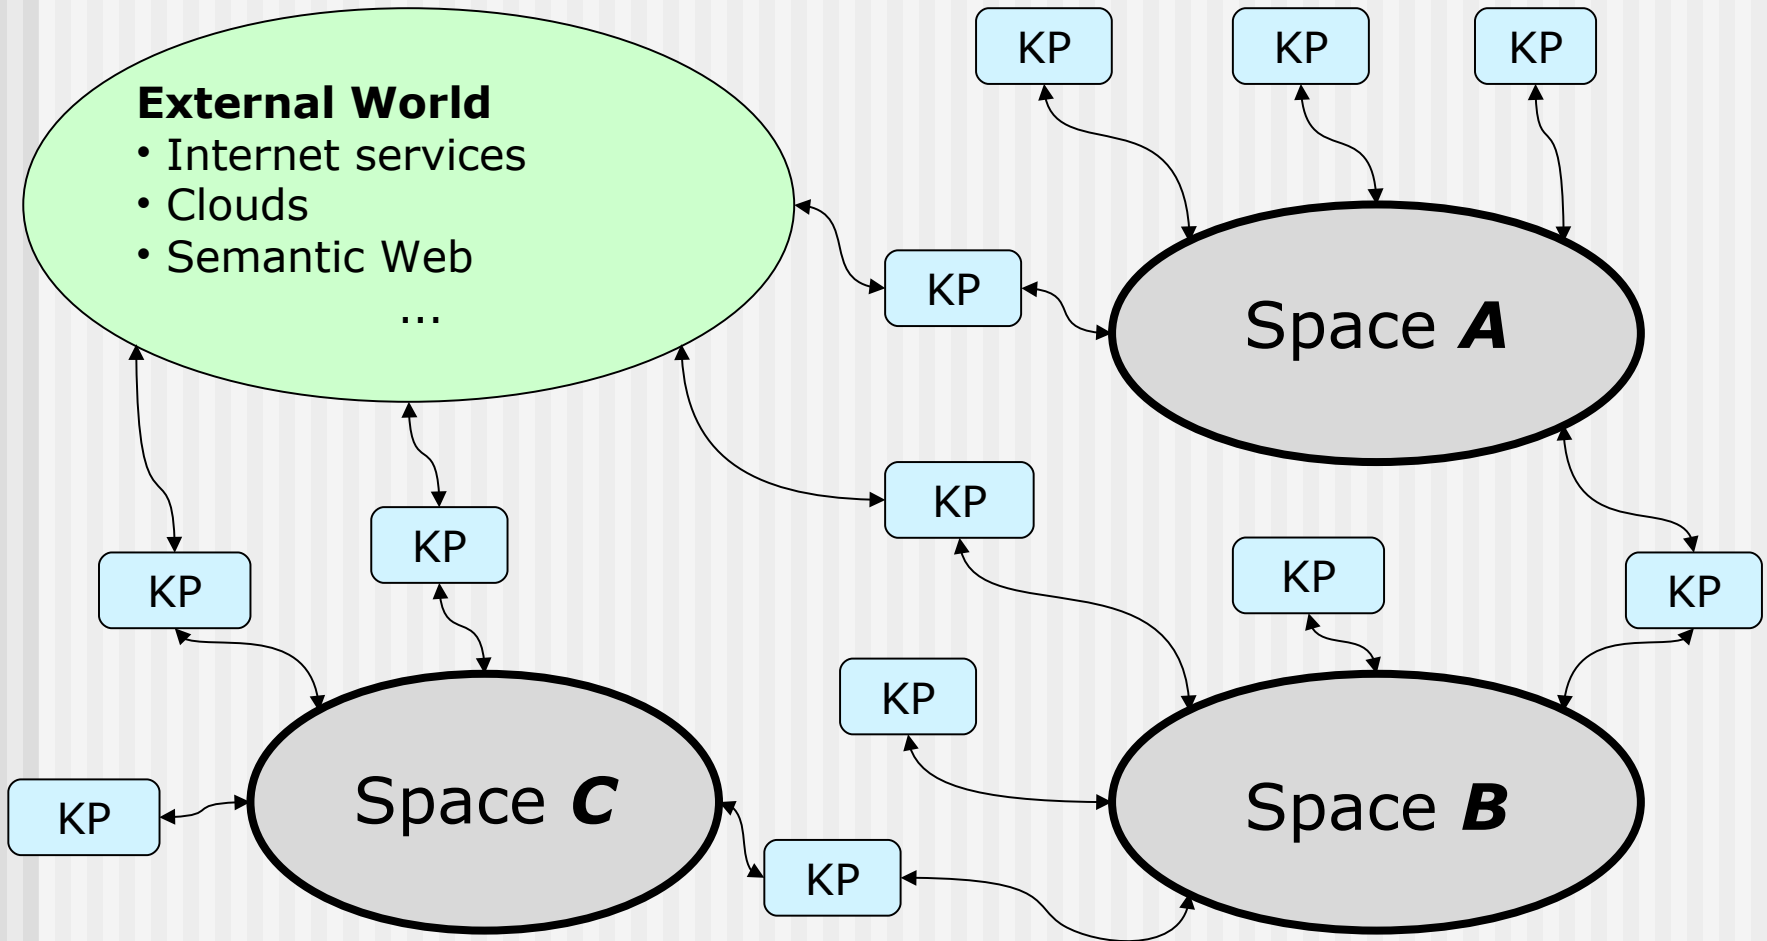 KP
KP
KP
External World
• Internet services
• Clouds
• Semantic Web
...
KP
Space A
KP
KP
KP
KP
KP
KP
Space C
Space B
KP
KP